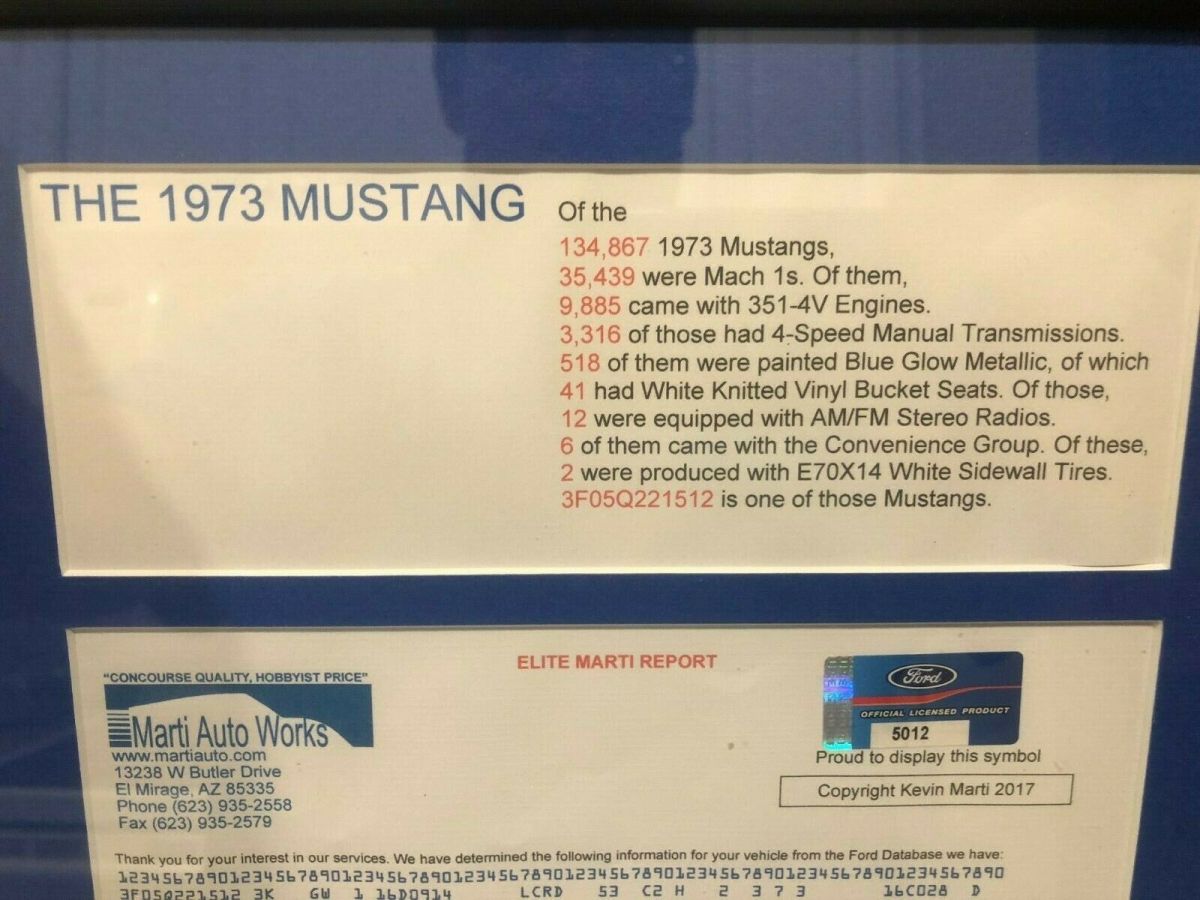 THE 1973 MUSTANG
Of the
134,867 1973 Mustangs,
35,439 were Mach 1s. Of them,
9,885 came with 351-4V Engines.
3,316 of those had 4-Speed Manual Transmissions.
518 of them were painted Blue Glow Metallic, of which
41 had White Knitted Vinyl Bucket Seats. Of those,
12 were equipped with AM/FM Stereo Radios.
6 of them came with the Convenience Group. Of these,
2 were produced with E70X14 White Sidewall Tires.
3F05Q221512 is one of those Mustangs.
ELITE MARTI REPORT
"CONCOURSE QUALITY, HOBBYIST PRICE"
Marti Auto Works
www.martiauto.com
13238 W Butler Drive
El Mirage, AZ 85335
Phone (623) 935-2558
Fax (623) 935-2579
Ford
OFFICIAL LICENSED PRODUCT
5012
Proud to display this symbol
Copyright Kevin Marti 2017
Thank you for your interest in our services. We have determined the following information for your vehicle from the Ford Database we have:
12345678901234567890123456789012345678901234567890123456789012345678901234567890
3F05Q221512 3K GW 1 16D0914 LCRD 53 C2 H 2 3 7 3 16C028 D